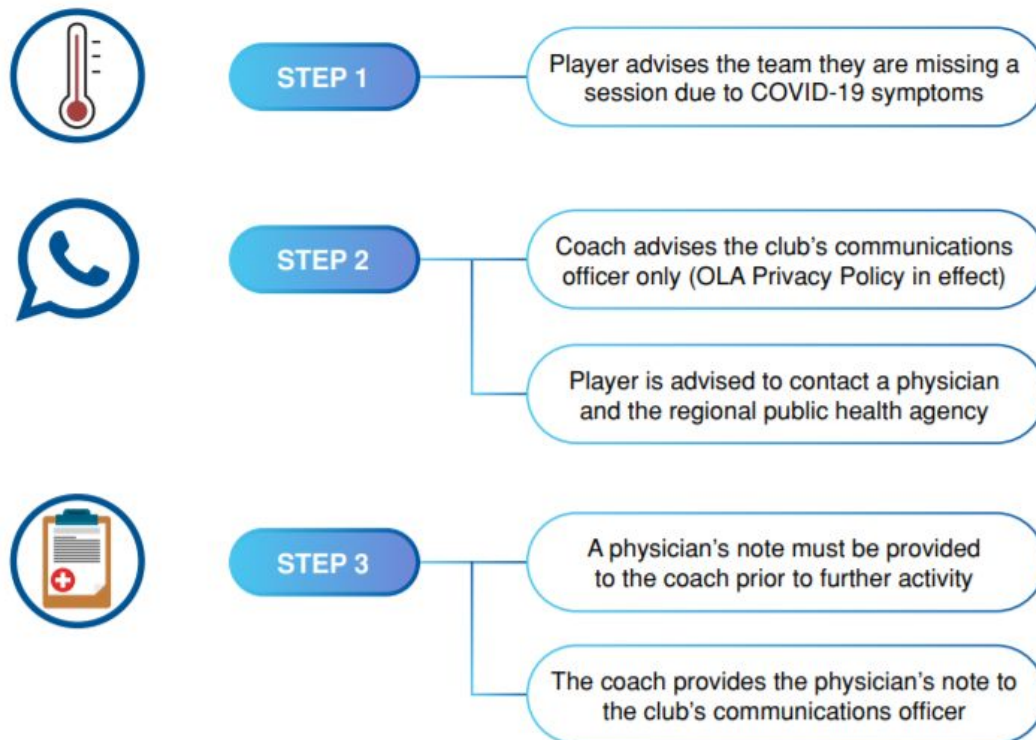 STEP 1
Player advises the team they are missing a
session due to COVID-19 symptoms
STEP 2
Coach advises the club's communications
officer only (OLA Privacy Policy in effect)
Player is advised to contact a physician
and the regional public health agency
STEP 3
A physician's note must be provided
to the coach prior to further activity
The coach provides the physician's note to
the club's communications officer